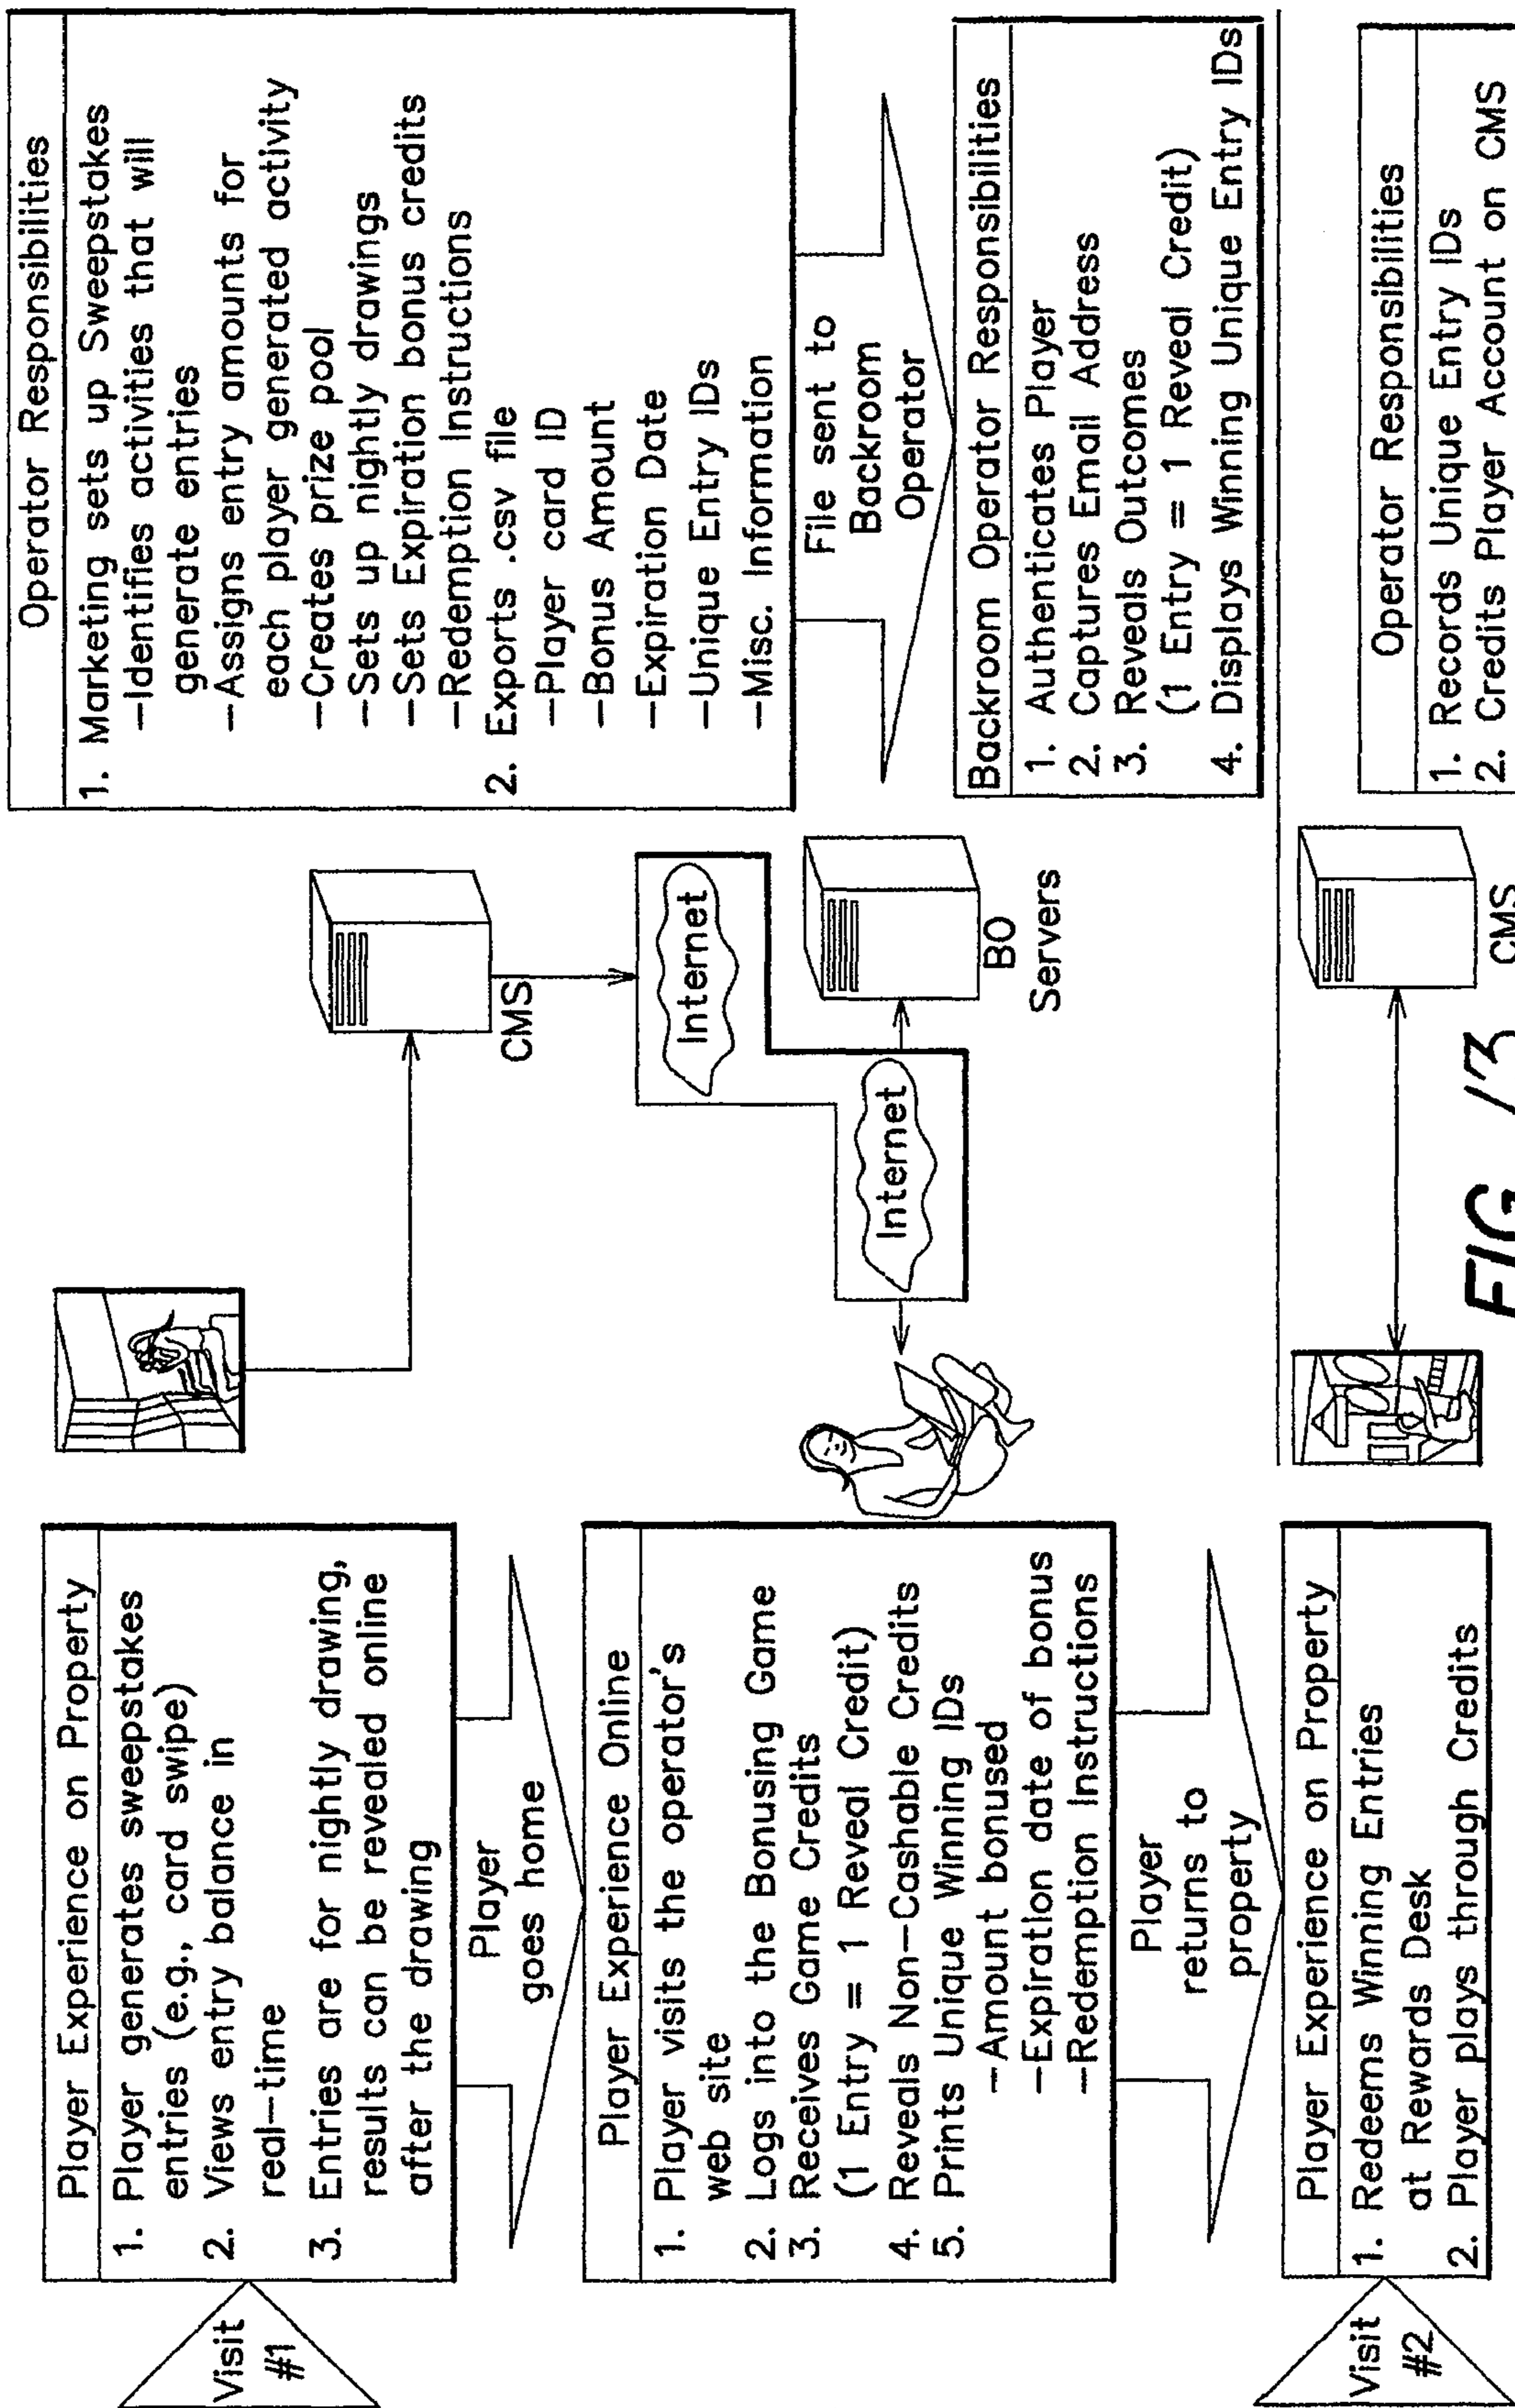 Visit
#1
Player Experience on Property
1. Player generates sweepstakes
entries (e.g., card swipe)
2. Views entry balance in
real-time
3. Entries are for nightly drawing,
results can be revealed online
after the drawing
Player
goes home
Player Experience Online
1. Player visits the operator's
web site
2. Logs into the Bonusing Game
3. Receives Game Credits
(1 Entry = 1 Reveal Credit)
4. Reveals Non-Cashable Credits
5. Prints Unique Winning IDs
-Amount bonused
-Expiration date of bonus
-Redemption Instructions
Player
returns to
property
Visit
#2
Player Experience on Property
1. Redeems Winning Entries
at Rewards Desk
2. Player plays through Credits
CMS
Internet
Internet
BO
Servers
CMS
FIG. 13
Operator Responsibilities
1. Marketing sets up Sweepstakes
-Identifies activities that will
generate entries
-Assigns entry amounts for
each player generated activity
-Creates prize pool
-Sets up nightly drawings
-Sets Expiration bonus credits
-Redemption Instructions
2. Exports .csv file
-Player card ID
-Bonus Amount
-Expiration Date
-Unique Entry IDs
-Misc. Information
File sent to
Backroom
Operator
Backroom Operator Responsibilities
1. Authenticates Player
2. Captures Email Address
3. Reveals Outcomes
(1 Entry = 1 Reveal Credit)
4. Displays Winning Unique Entry IDs
Operator Responsibilities
1. Records Unique Entry IDs
2. Credits Player Account on CMS